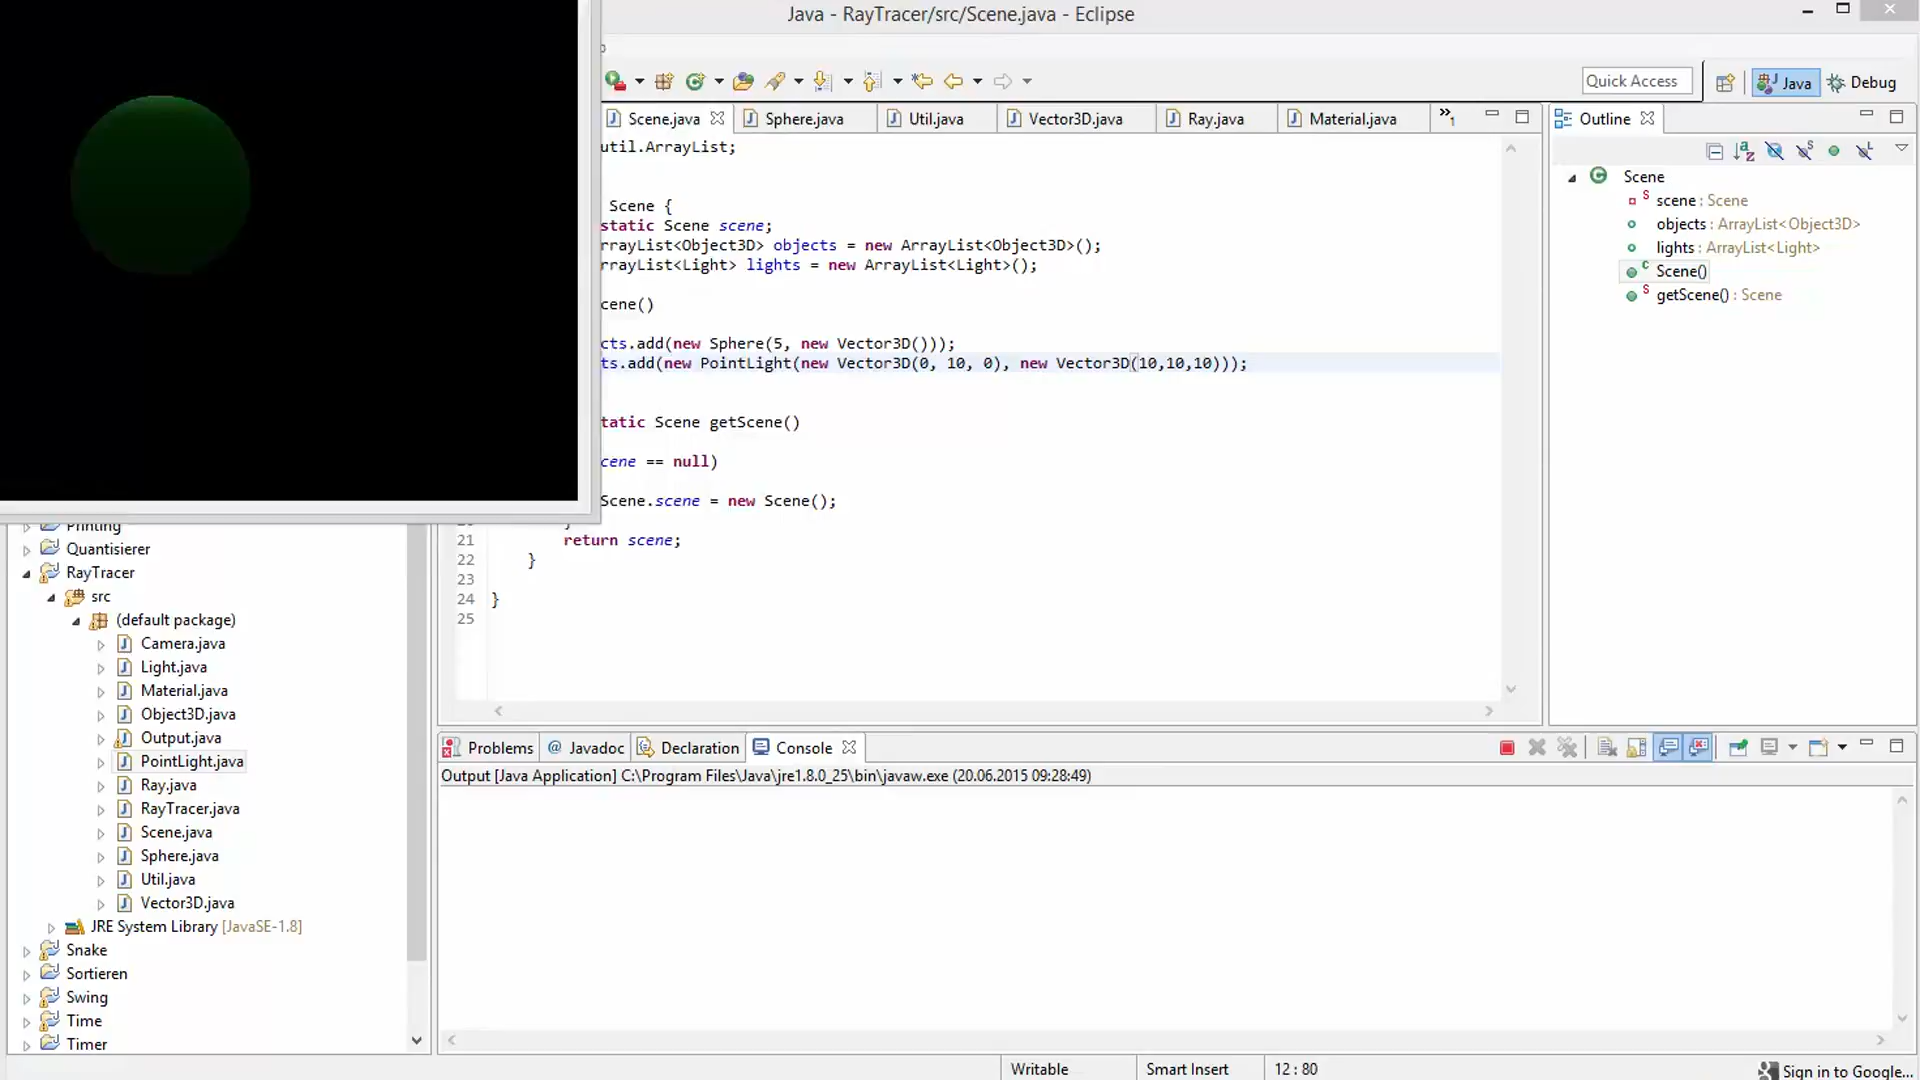 Java - RayTracer/src/Scene.java - Eclipse
Quick Access
Java
Debug
Scene.java
Sphere.java
Util.java
Vector3D.java
Ray.java
Material.java
»1
Outline
util.ArrayList;
Scene {
static Scene scene;
rrayList<Object3D> objects = new ArrayList<Object3D>();
rrayList<Light> lights = new ArrayList<Light>();
cene()
cts.add(new Sphere(5, new Vector3D()));
ts.add(new PointLight(new Vector3D(0, 10, 0), new Vector3D(10,10,10)));
tatic Scene getScene()
cene == null)
Scene.scene = new Scene();
}
21 return scene;
22 }
23
24 }
25
Scene
scene : Scene
objects : ArrayList<Object3D>
lights : ArrayList<Light>
Scene()
getScene() : Scene
Printing
Quantisierer
RayTracer
src
(default package)
Camera.java
Light.java
Material.java
Object3D.java
Output.java
PointLight.java
Ray.java
RayTracer.java
Scene.java
Sphere.java
Util.java
Vector3D.java
JRE System Library [JavaSE-1.8]
Snake
Sortieren
Swing
Time
Timer
Problems
@ Javadoc
Declaration
Console
Output [Java Application] C:\Program Files\Java\jre1.8.0_25\bin\javaw.exe (20.06.2015 09:28:49)
Writable
Smart Insert
12 : 80
Sign in to Google...